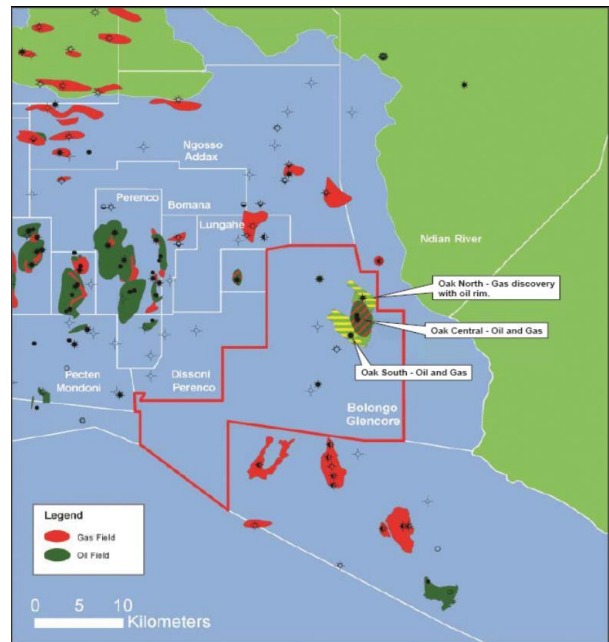 Ngosso
Addax
Perenco
Bomana
Lungahe
Ndian River
Oak North - Gas discovery
with oil rim.
Oak Central - Oil and Gas
Oak South - Oil and Gas
Pecten
Mondoni
Dissoni
Perenco
Bolongo
Glencore
Legend
Gas Field
Oil Field
0 5 10
Kilometers